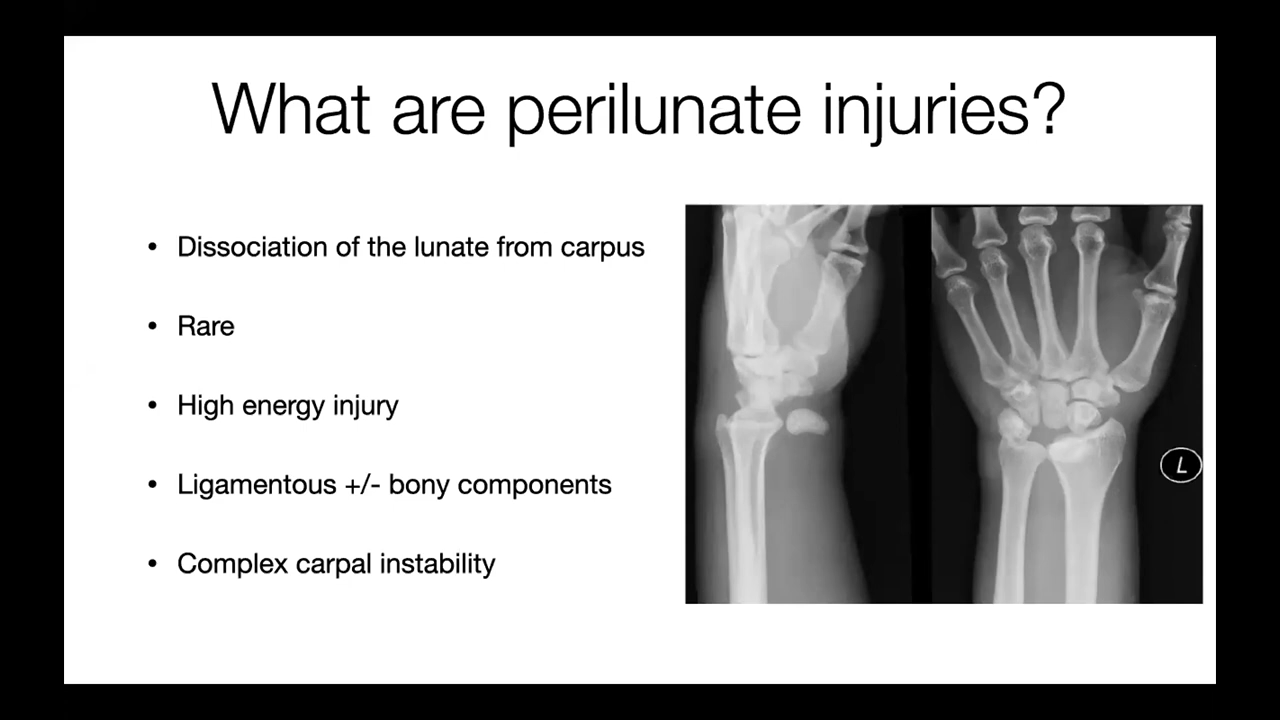 What are perilunate injuries?
• Dissociation of the lunate from carpus
• Rare
• High energy injury
• Ligamentous +/- bony components
• Complex carpal instability
L